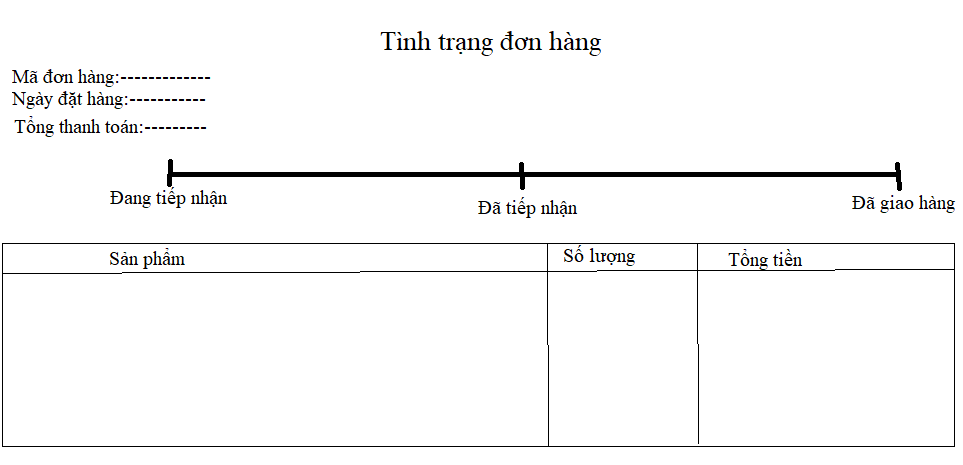 Tình trạng đơn hàng
Mã đơn hàng:-------------
Ngày đặt hàng:-----------
Tổng thanh toán:---------
Đang tiếp nhận
Đã tiếp nhận
Đã giao hàng
Sản phẩm
Số lượng
Tổng tiền